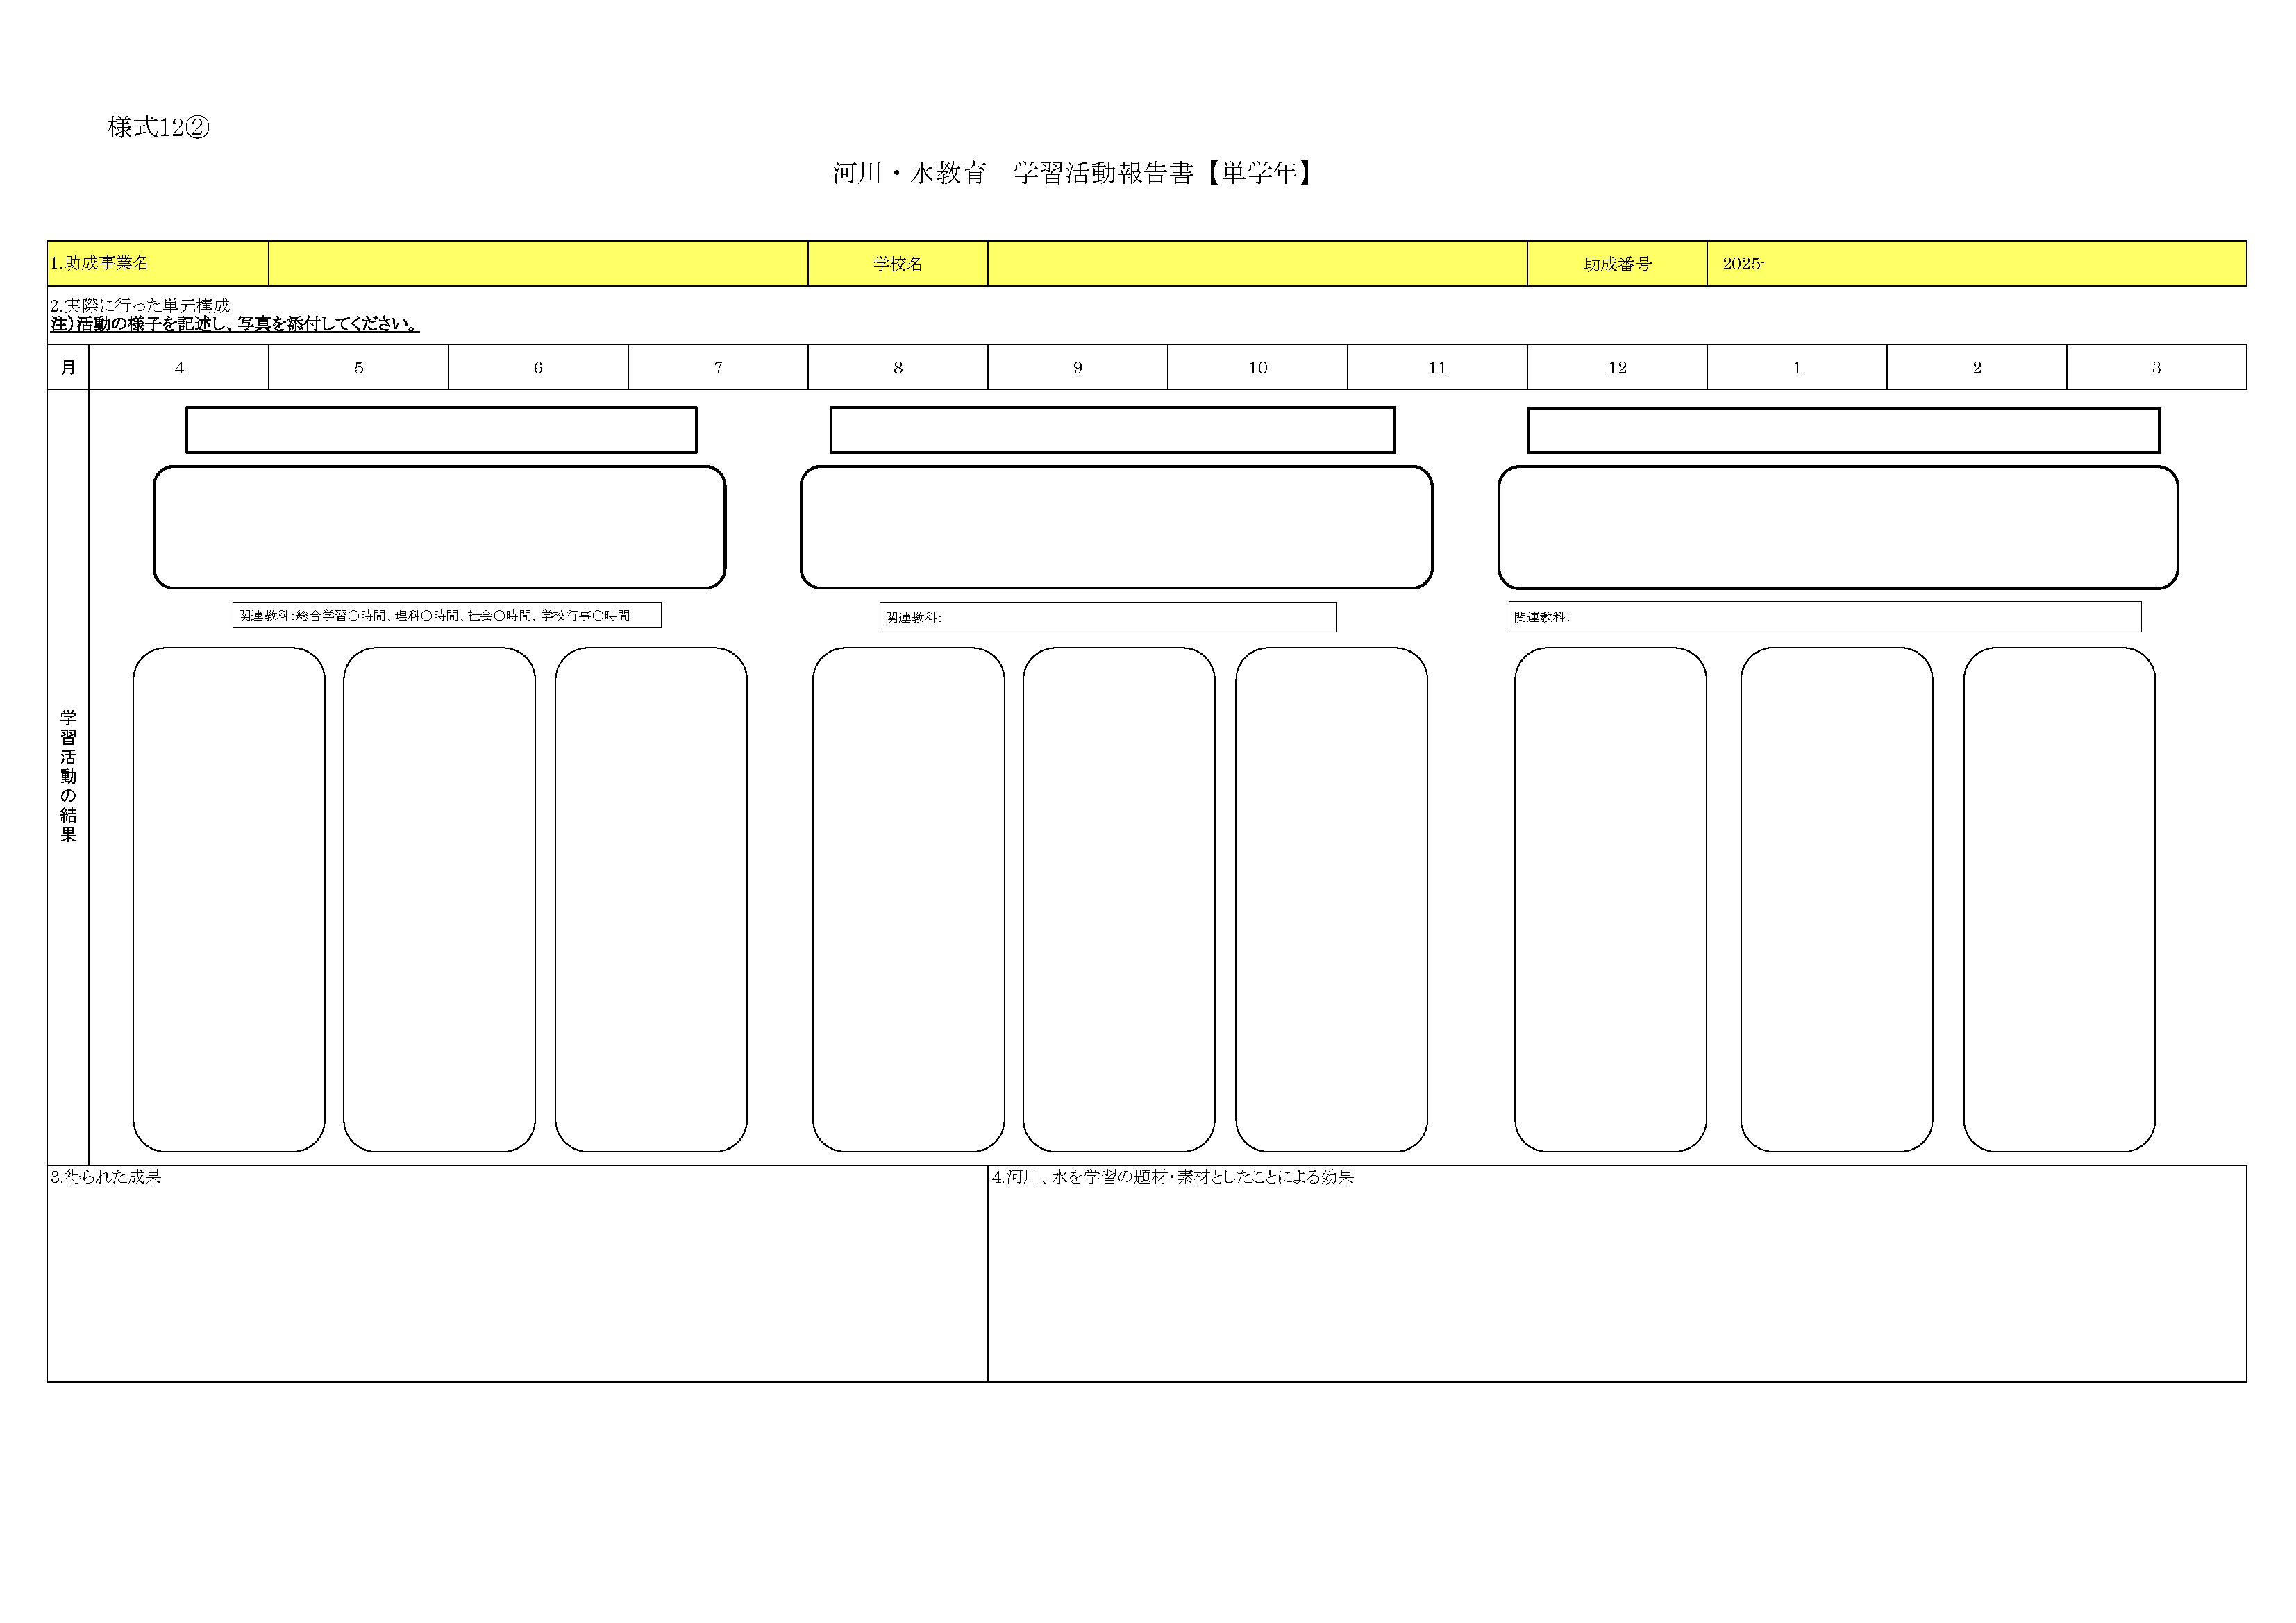 様式12②
河川・水教育　学習活動報告書【単学年】
1.助成事業名 学校名 助成番号 2025-
2.実際に行った単元構成
注）活動の様子を記述し、写真を添付してください。
月 4 5 6 7 8 9 10 11 12 1 2 3
関連教科：総合学習〇時間、理科〇時間、社会〇時間、学校行事〇時間
関連教科：
関連教科：
学習活動の結果
3.得られた成果
4.河川、水を学習の題材・素材としたことによる効果